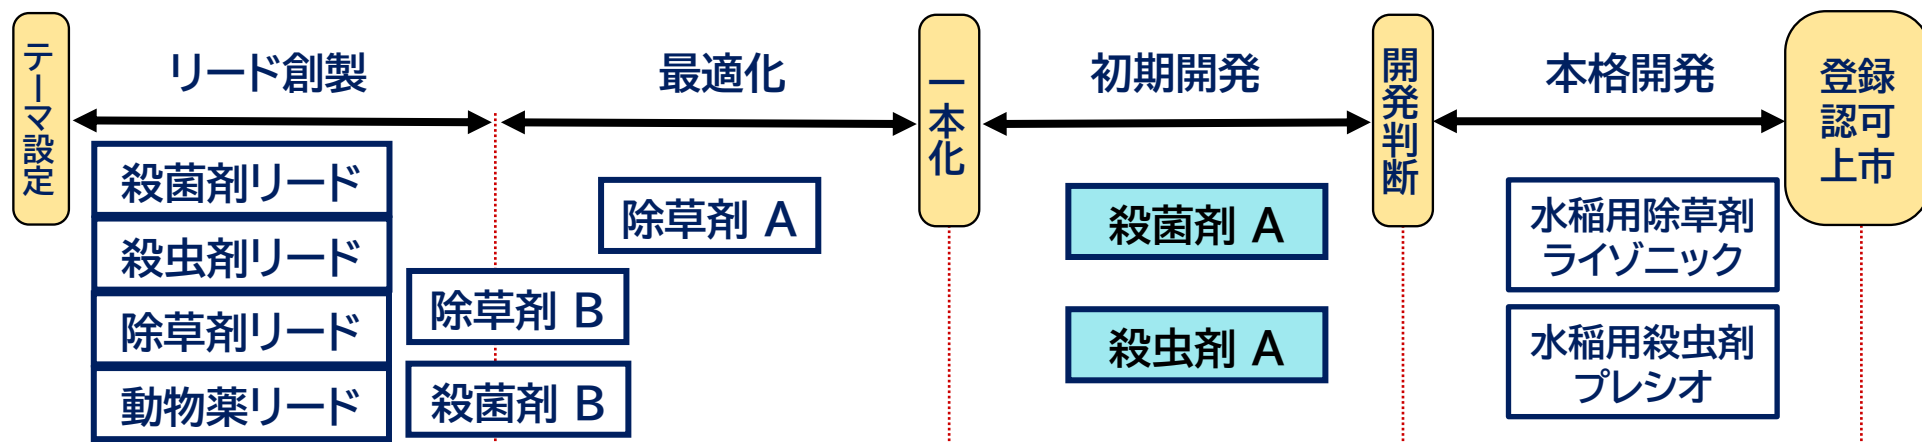 テーマ設定
リード創製
最適化
一本化
初期開発
開発判断
本格開発
登録
認可
上市
殺菌剤リード
殺虫剤リード
除草剤リード
動物薬リード
除草剤 B
殺菌剤 B
除草剤 A
殺菌剤 A
殺虫剤 A
水稲用除草剤
ライゾニック
水稲用殺虫剤
プレシオ